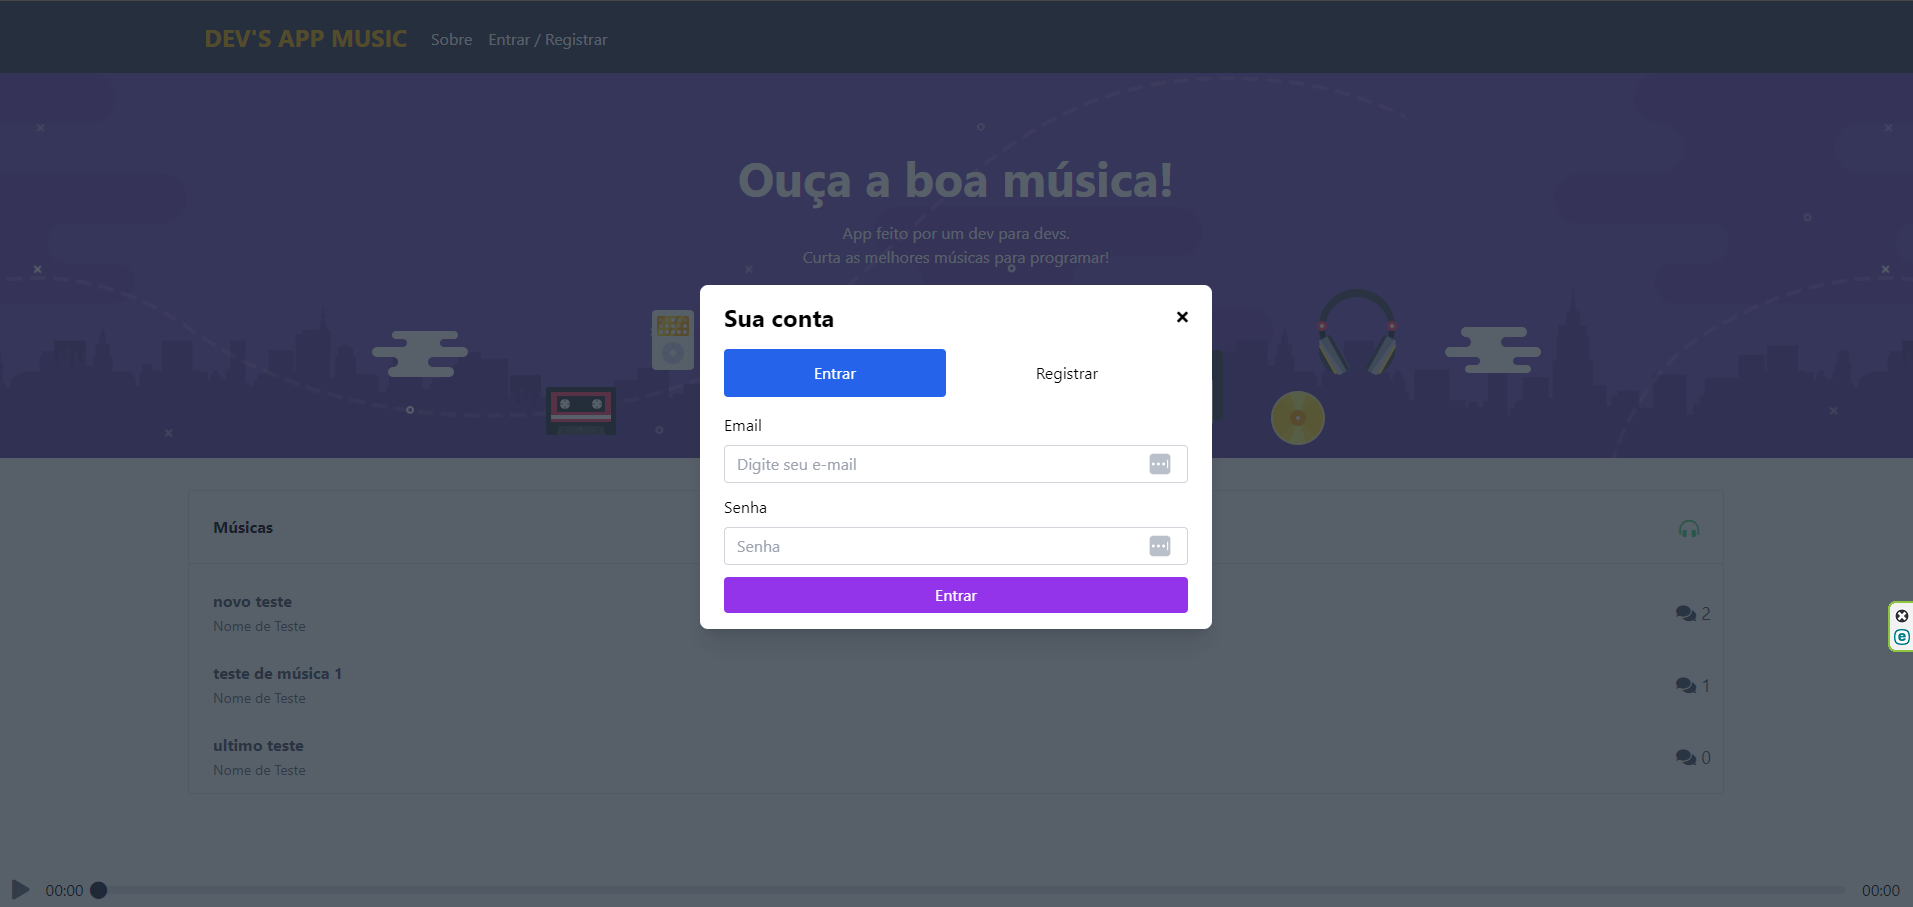 DEV'S APP MUSIC Sobre Entrar / Registrar
Ouça a boa música!
App feito por um dev para devs.
Curta as melhores músicas para programar!
Sua conta
Entrar Registrar
Email
Digite seu e-mail
Senha
Senha
Entrar
Músicas
novo teste
Nome de Teste
2
teste de música 1
Nome de Teste
1
ultimo teste
Nome de Teste
0
00:00 00:00